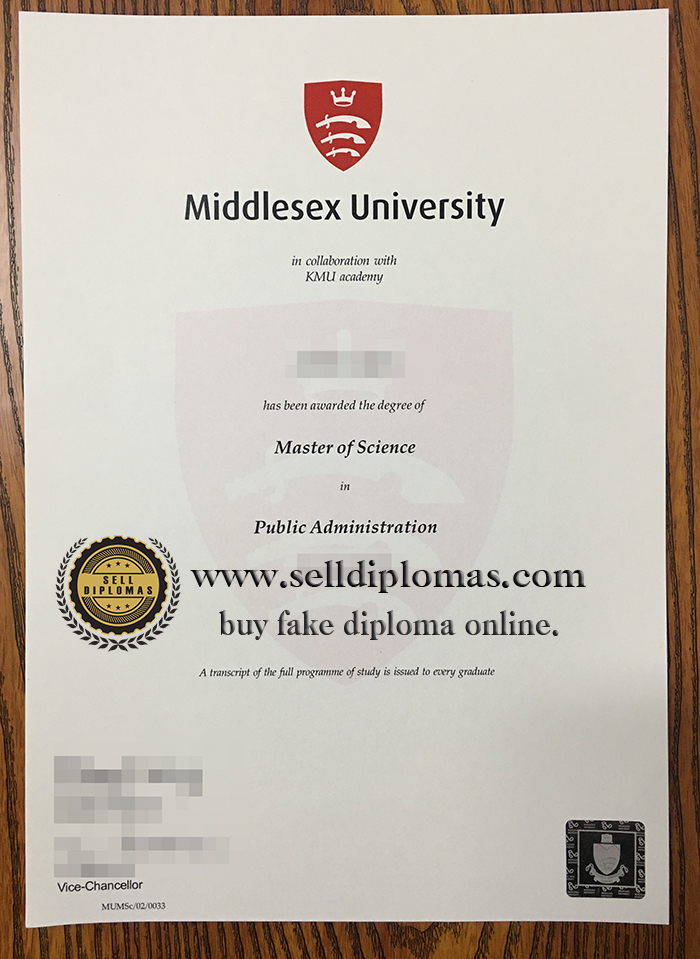 Middlesex University
in collaboration with
KMU academy
has been awarded the degree of
Master of Science
in
Public Administration
SELL
DIPLOMAS
www.selldiplomas.com
buy fake diploma online.
A transcript of the full programme of study is issued to every graduate
Vice-Chancellor
MUMSc/02/0033